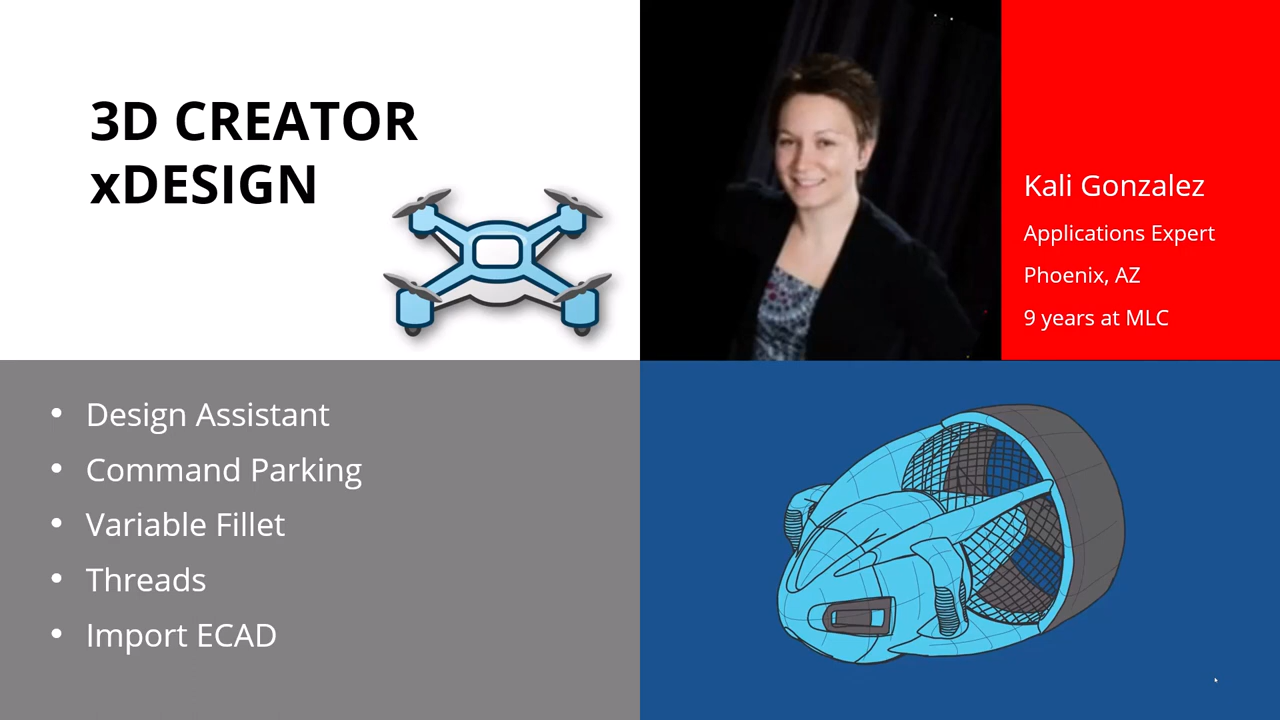 3D CREATOR
xDESIGN
Kali Gonzalez
Applications Expert
Phoenix, AZ
9 years at MLC
• Design Assistant
• Command Parking
• Variable Fillet
• Threads
• Import ECAD